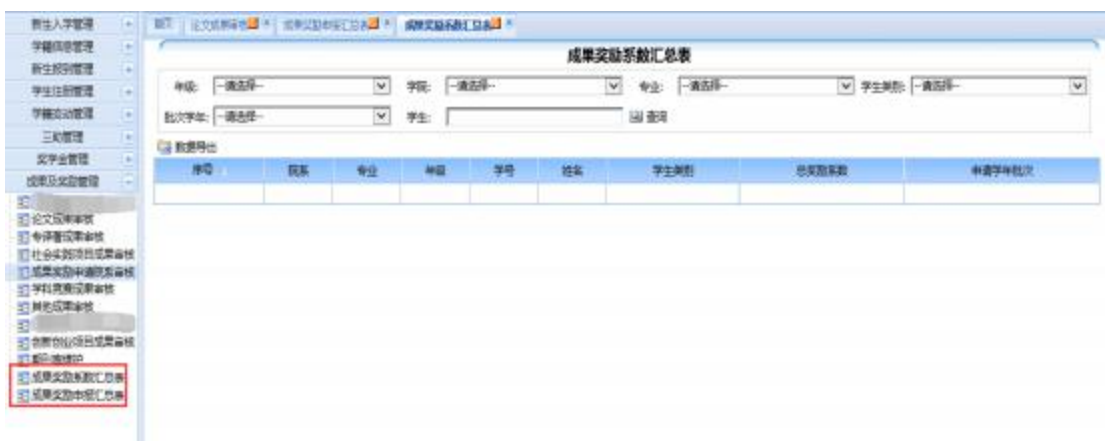 新生入学管理
学籍信息管理
新生报到管理
学生注册管理
学籍变动管理
三助管理
奖学金管理
成果及奖励管理
论文成果审核
专译著成果审核
社会实践项目成果审核
成果奖励申请院系审核
学科竞赛成果审核
其他成果审核
创新创业项目成果审核
期刊库维护
成果奖励系数汇总表
成果奖励申报汇总表
首页 论文成果审核 成果奖励申报汇总表 成果奖励系数汇总表
成果奖励系数汇总表
年级: --请选择-- 学院: --请选择-- 专业: --请选择-- 学生类别: --请选择--
批次学年: --请选择-- 学生: 查询
数据导出
序号 院系 专业 年级 学号 姓名 学生类别 总奖励系数 申请学年批次